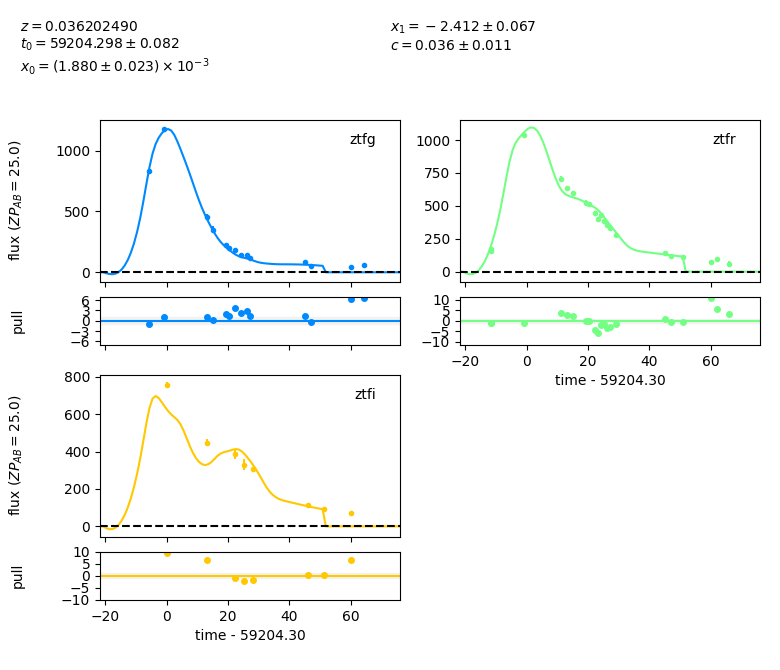 z = 0.036202490
t₀ = 59204.298 ± 0.082
x₀ = (1.880 ± 0.023) × 10⁻³
x₁ = −2.412 ± 0.067
c = 0.036 ± 0.011
flux (ZP_AB = 25.0)
1000
500
0
ztfg
pull
6
3
0
−3
−6
1000
750
500
250
0
ztfr
10
5
0
−5
−10
−20 0 20 40 60
time - 59204.30
flux (ZP_AB = 25.0)
800
600
400
200
0
ztfi
pull
10
5
0
−5
−10
−20 0 20 40 60
time - 59204.30